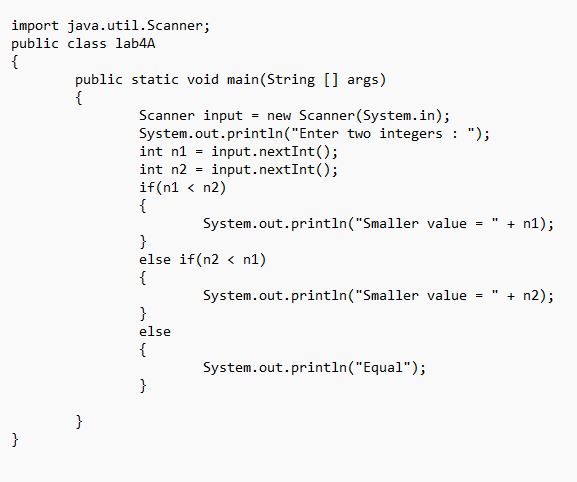 import java.util.Scanner;
public class lab4A
{
        public static void main(String [] args)
        {
                Scanner input = new Scanner(System.in);
                System.out.println("Enter two integers : ");
                int n1 = input.nextInt();
                int n2 = input.nextInt();
                if(n1 < n2)
                {
                        System.out.println("Smaller value = " + n1);
                }
                else if(n2 < n1)
                {
                        System.out.println("Smaller value = " + n2);
                }
                else
                {
                        System.out.println("Equal");
                }

        }
}